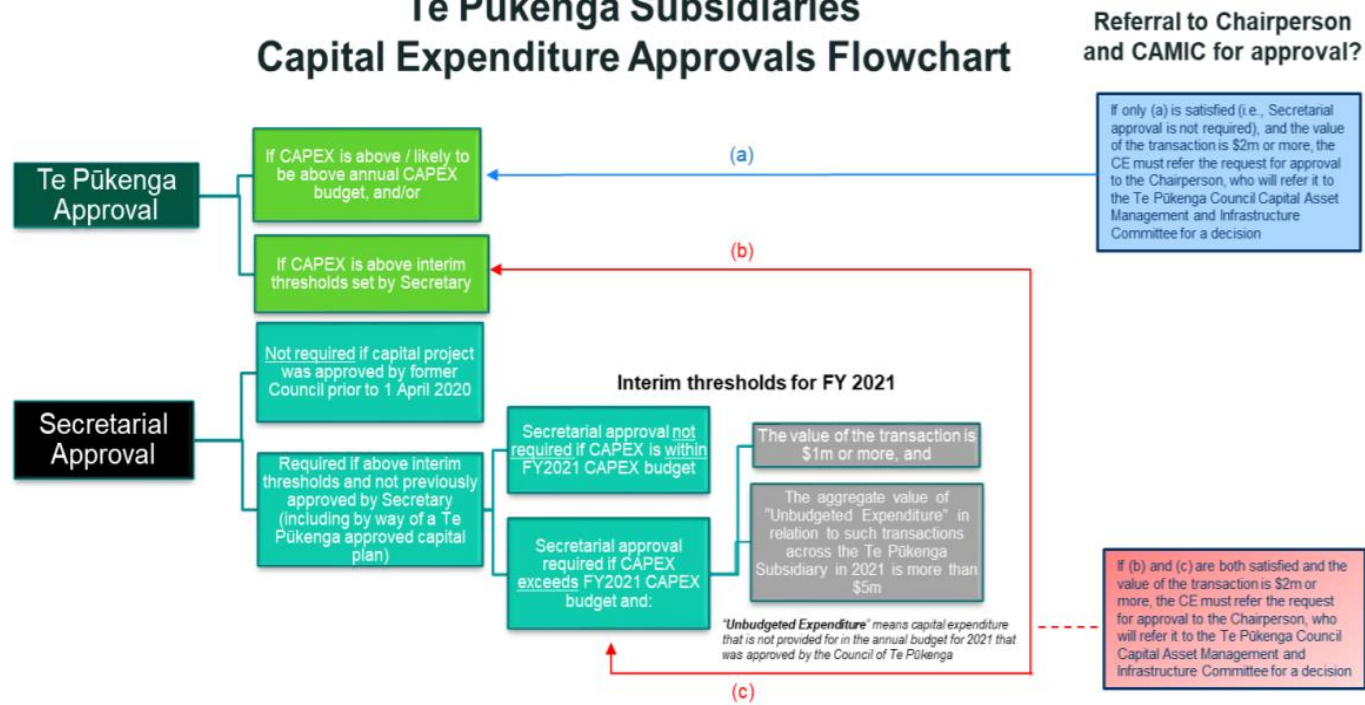 Te Pūkenga Subsidiaries
Capital Expenditure Approvals Flowchart
Referral to Chairperson
and CAMIC for approval?
Te Pūkenga
Approval
If CAPEX is above / likely to
be above annual CAPEX
budget, and/or
(a)
If only (a) is satisfied (i.e., Secretarial
approval is not required), and the value
of the transaction is $2m or more, the
CE must refer the request for approval
to the Chairperson, who will refer it to
the Te Pūkenga Council Capital Asset
Management and Infrastructure
Committee for a decision
If CAPEX is above interim
thresholds set by Secretary
(b)
Secretarial
Approval
Not required if capital project
was approved by former
Council prior to 1 April 2020
Required if above interim
thresholds and not previously
approved by Secretary
(including by way of a Te
Pūkenga approved capital
plan)
Interim thresholds for FY 2021
Secretarial approval not
required if CAPEX is within
FY2021 CAPEX budget
Secretarial approval
required if CAPEX
exceeds FY2021 CAPEX
budget and:
The value of the transaction is
$1m or more, and
The aggregate value of
"Unbudgeted Expenditure" in
relation to such transactions
across the Te Pūkenga
Subsidiary in 2021 is more than
$5m
"Unbudgeted Expenditure" means capital expenditure
that is not provided for in the annual budget for 2021 that
was approved by the Council of Te Pūkenga
(c)
If (b) and (c) are both satisfied and the
value of the transaction is $2m or
more, the CE must refer the request
for approval to the Chairperson, who
will refer it to the Te Pūkenga Council
Capital Asset Management and
Infrastructure Committee for a decision